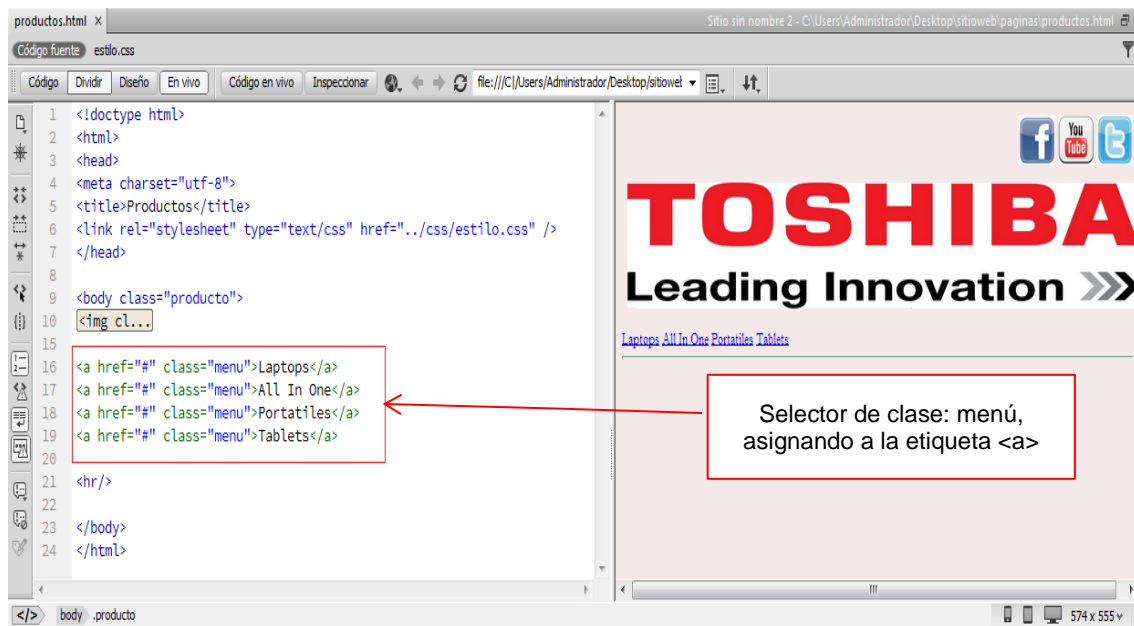 productos.html X
Sitio sin nombre 2 - C:\Users\Administrador\Desktop\sitioweb\paginas\productos.html
Código fuente estilo.css
Código Dividir Diseño En vivo Código en vivo Inspeccionar file:///C|/Users/Administrador/Desktop/sitioweb
1 <!doctype html>
2 <html>
3 <head>
4 <meta charset="utf-8">
5 <title>Productos</title>
6 <link rel="stylesheet" type="text/css" href="../css/estilo.css" />
7 </head>
8
9 <body class="producto">
10 <img cl...
15
16 <a href="#" class="menu">Laptops</a>
17 <a href="#" class="menu">All In One</a>
18 <a href="#" class="menu">Portatiles</a>
19 <a href="#" class="menu">Tablets</a>
20
21 <hr/>
22
23 </body>
24 </html>
f You Tube
TOSHIBA
Leading Innovation
Laptops All In One Portatiles Tablets
Selector de clase: menú,
asignando a la etiqueta <a>
</> body .producto
574 x 555